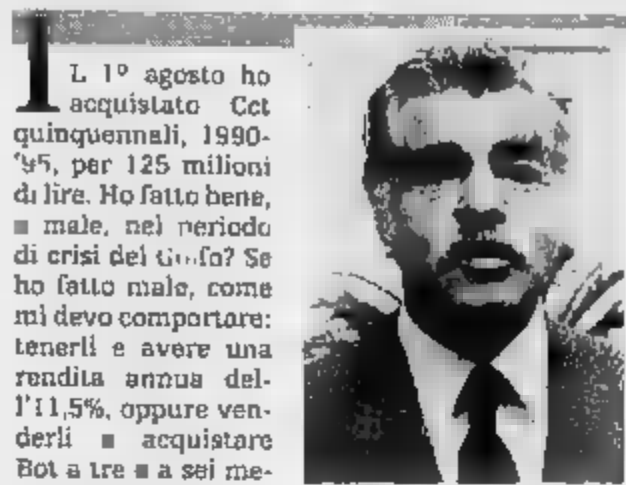 IL 1º agosto ho
acquistato Cct
quinquennali, 1990-
'95, per 125 milioni
di lire. Ho fatto bene,
■ male, nel periodo
di crisi del Golfo? Se
ho fatto male, come
mi devo comportare:
tenerli e avere una
rendita annua del-
l'11,5%, oppure ven-
derli ■ acquistare
Bot a tre ■ a sei me-